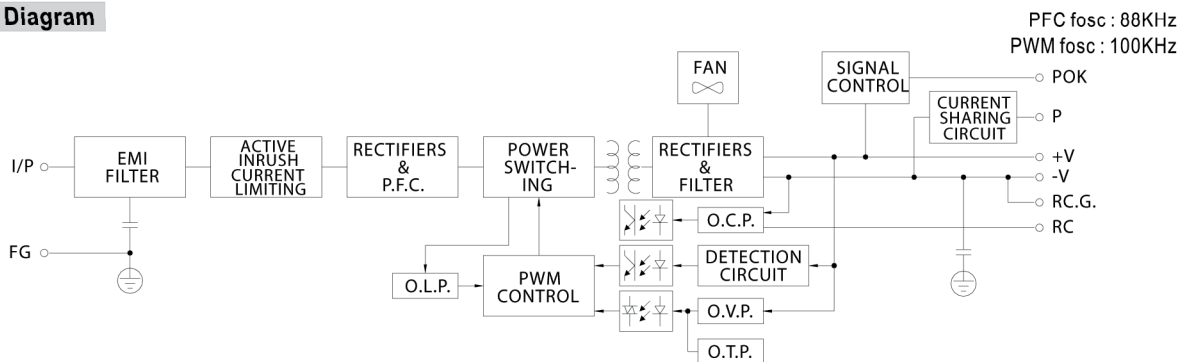 Diagram
PFC fosc : 88KHz
PWM fosc : 100KHz
FAN
SIGNAL
CONTROL
POK
CURRENT
SHARING
CIRCUIT
P
I/P
EMI
FILTER
ACTIVE
INRUSH
CURRENT
LIMITING
RECTIFIERS
&
P.F.C.
POWER
SWITCH-
ING
RECTIFIERS
&
FILTER
+V
-V
RC.G.
RC
FG
O.C.P.
DETECTION
CIRCUIT
O.L.P.
PWM
CONTROL
O.V.P.
O.T.P.